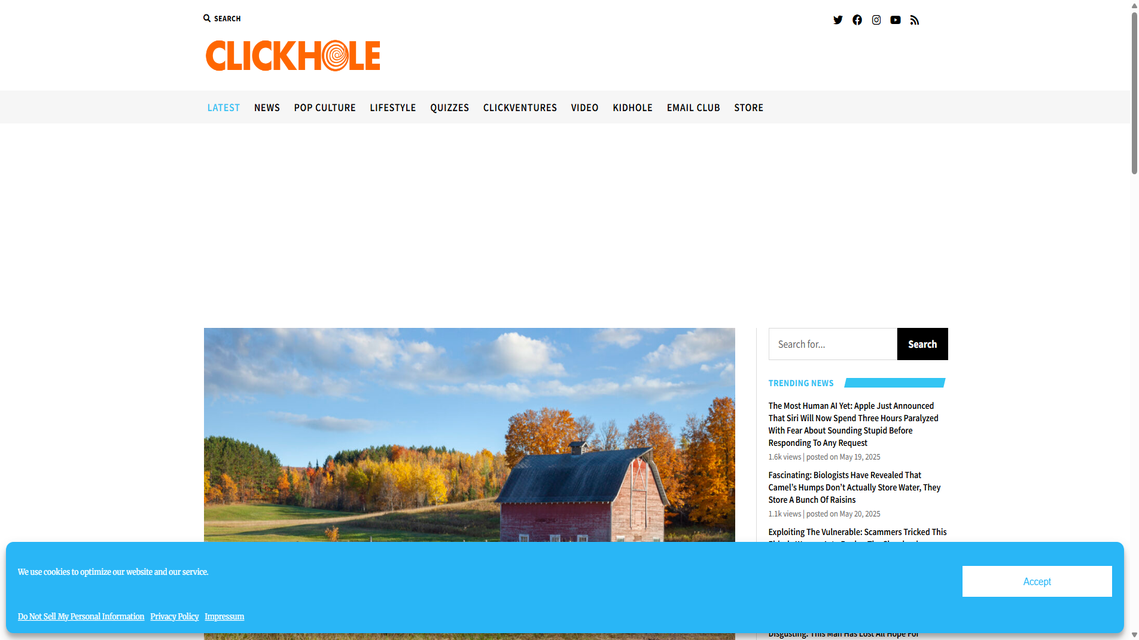 SEARCH
CLICKHOLE
LATEST NEWS POP CULTURE LIFESTYLE QUIZZES CLICKVENTURES VIDEO KIDHOLE EMAIL CLUB STORE
Search for...
Search
TRENDING NEWS
The Most Human AI Yet: Apple Just Announced
That Siri Will Now Spend Three Hours Paralyzed
With Fear About Sounding Stupid Before
Responding To Any Request
1.6k views | posted on May 19, 2025
Fascinating: Biologists Have Revealed That
Camel's Humps Don't Actually Store Water, They
Store A Bunch Of Raisins
1.1k views | posted on May 20, 2025
Exploiting The Vulnerable: Scammers Tricked This
We use cookies to optimize our website and our service.
Accept
Do Not Sell My Personal Information Privacy Policy Impressum
Disgusting: This Man Has Lost All Hope For